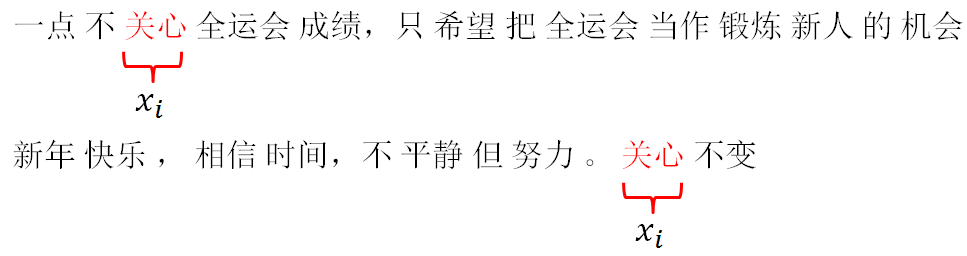 一点 不 关心 全运会 成绩，只 希望 把 全运会 当作 锻炼 新人 的 机会
x_i
新年 快乐 ， 相信 时间，不 平静 但 努力 。 关心 不变
x_i